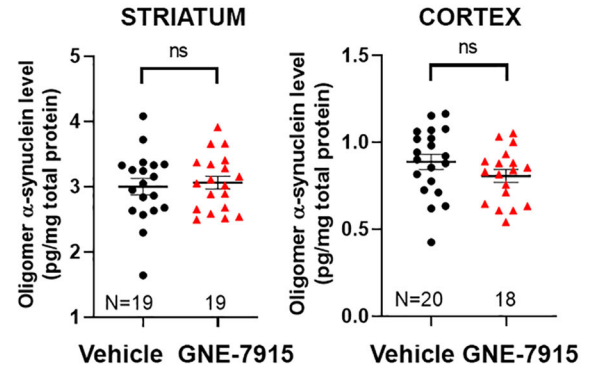 STRIATUM
Oligomer α-synuclein level
(pg/mg total protein)
5
4
3
2
1
ns
N=19 19
Vehicle GNE-7915
CORTEX
Oligomer α-synuclein level
(pg/mg total protein)
1.5
1.0
0.5
0.0
ns
N=20 18
Vehicle GNE-7915